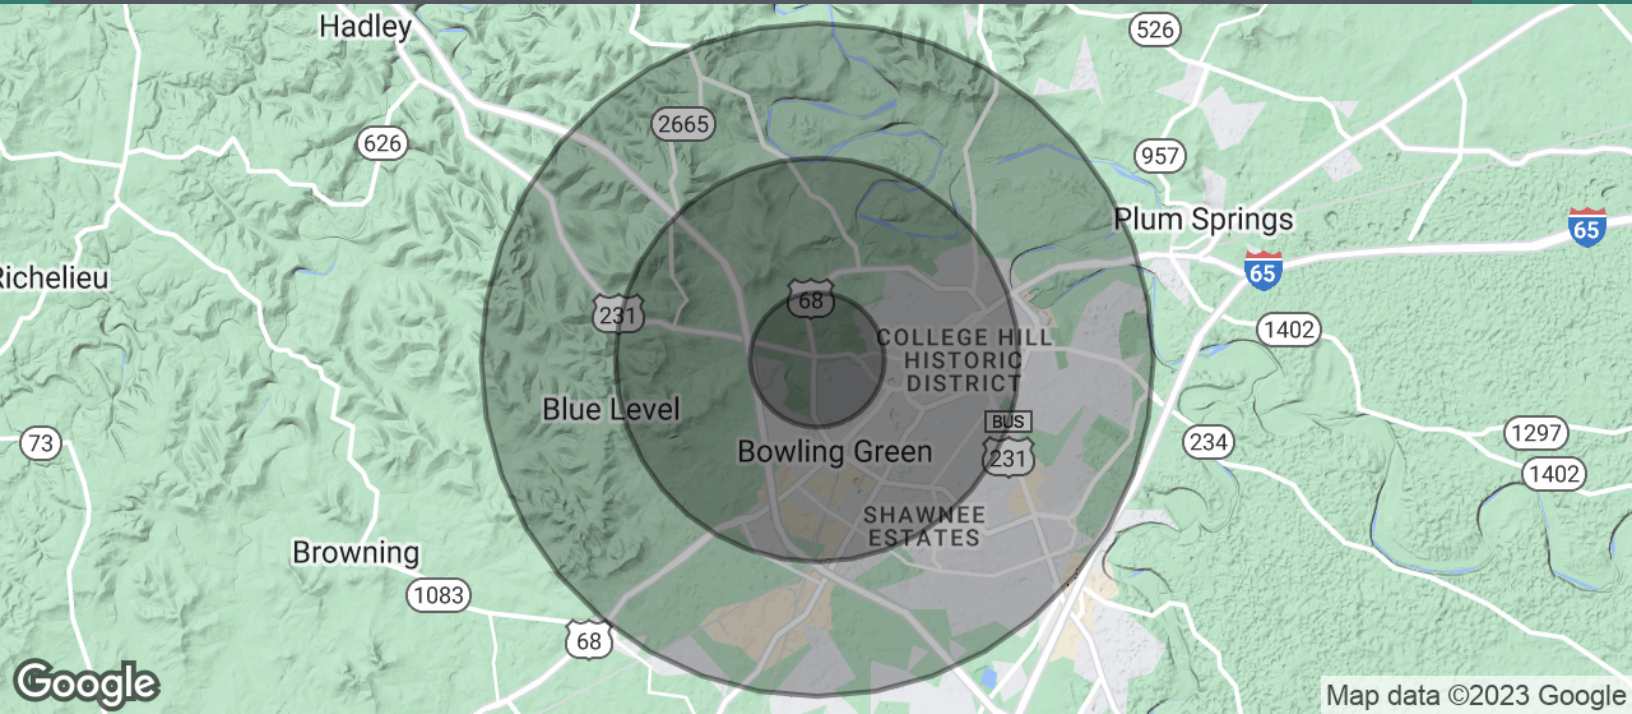 Hadley
526
2665
626
957
Plum Springs
65
65
Richelieu
68
231
1402
COLLEGE HILL
HISTORIC
DISTRICT
Blue Level
BUS
231
73
234
1297
Bowling Green
1402
SHAWNEE
ESTATES
Browning
1083
68
Google
Map data ©2023 Google